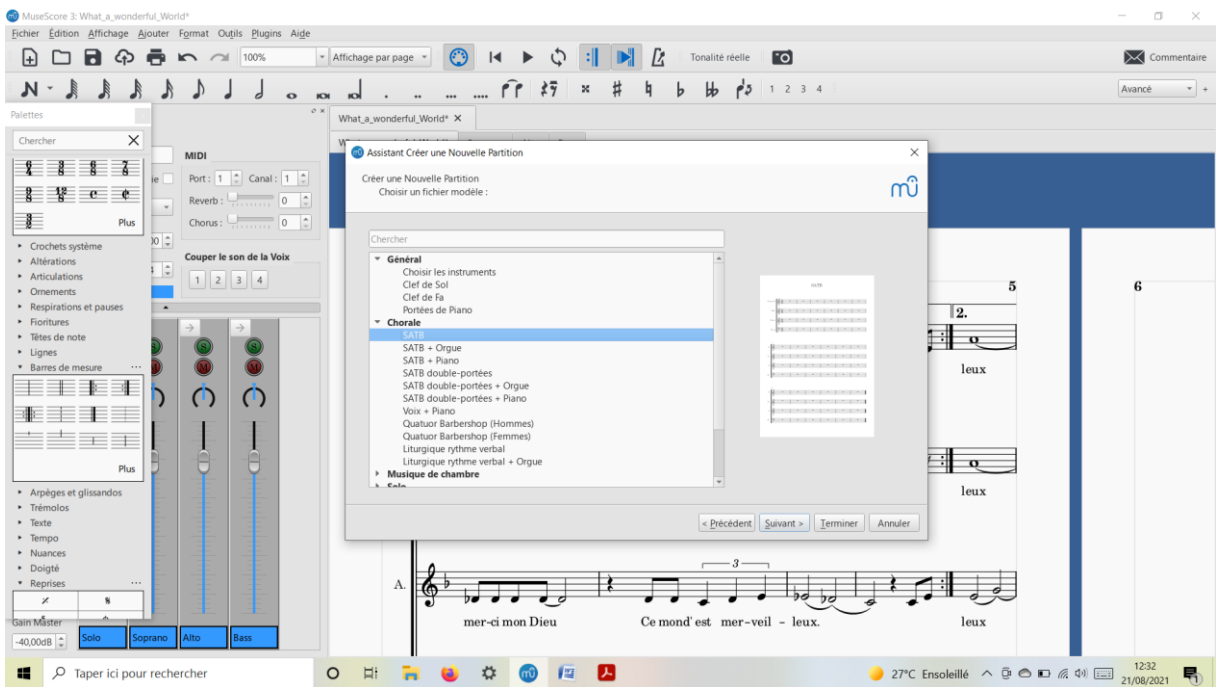 MuseScore 3: What_a_wonderful_World*
Fichier Édition Affichage Ajouter Format Outils Plugins Aide
100% Affichage par page Tonalité réelle Commentaire
1 2 3 4 Avancé
Palettes
What_a_wonderful_World*
Chercher
MIDI
Port : 1 Canal : 1
Reverb : 0
Chorus : 0
Plus
Couper le son de la Voix
1 2 3 4
Crochets système
Altérations
Articulations
Ornements
Respirations et pauses
Fioritures
Têtes de note
Lignes
Barres de mesure
S S S
M M
Plus
Arpèges et glissandos
Trémolos
Texte
Tempo
Nuances
Doigté
Reprises
Gain Master
-40,00dB
Solo Soprano Alto Bass
Assistant Créer une Nouvelle Partition
Créer une Nouvelle Partition
Choisir un fichier modèle :
Chercher
Général
Choisir les instruments
Clef de Sol
Clef de Fa
Portées de Piano
Chorale
SATB
SATB + Orgue
SATB + Piano
SATB double-portées
SATB double-portées + Orgue
SATB double-portées + Piano
Voix + Piano
Quatuor Barbershop (Hommes)
Quatuor Barbershop (Femmes)
Liturgique rythme verbal
Liturgique rythme verbal + Orgue
Musique de chambre
Solo
SATB
< Précédent Suivant > Terminer Annuler
5 6
2.
leux
leux
A.
3
mer-ci mon Dieu Ce mond' est mer-veil - leux. leux
Taper ici pour rechercher
27°C Ensoleillé
12:32
21/08/2021